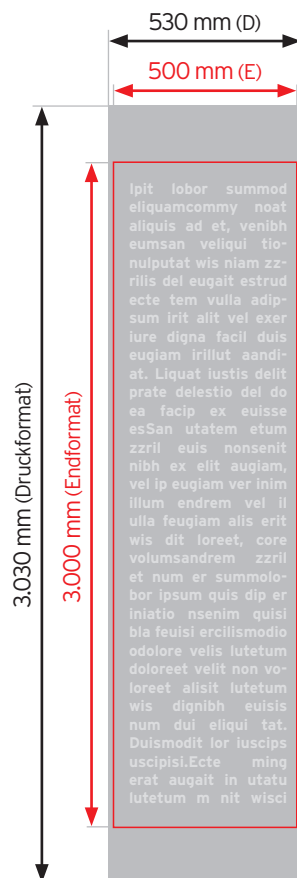 530 mm (D)
500 mm (E)
3.030 mm (Druckformat)
3.000 mm (Endformat)
Ipit lobor summod
eliquamcommy noat
aliquis ad et, venibh
eumsan veliqui tio-
nulputat wis niam zz-
rilis del eugait estrud
ecte tem vulla adip-
sum irit alit vel exer
iure digna facil duis
eugiam irillut aandi-
at. Liquat iustis delit
prate delestio del do
ea facip ex euisse
esSan utatem etum
zzril euis nonsenit
nibh ex elit augiam,
vel ip eugiam ver inim
illum endrem vel il
ulla feugiam alis erit
wis dit loreet, core
volumsandrem zzril
et num er summolo-
bor ipsum quis dip er
iniatio nsenim quisi
bla feuisi ercilismodio
odolore velis lutetum
doloreet velit non vo-
loreet alisit lutetum
wis dignibh euisis
num dui eliqui tat.
Duismodit lor iuscips
uscipisi.Ecte ming
erat augait in utatu
lutetum m nit wisci